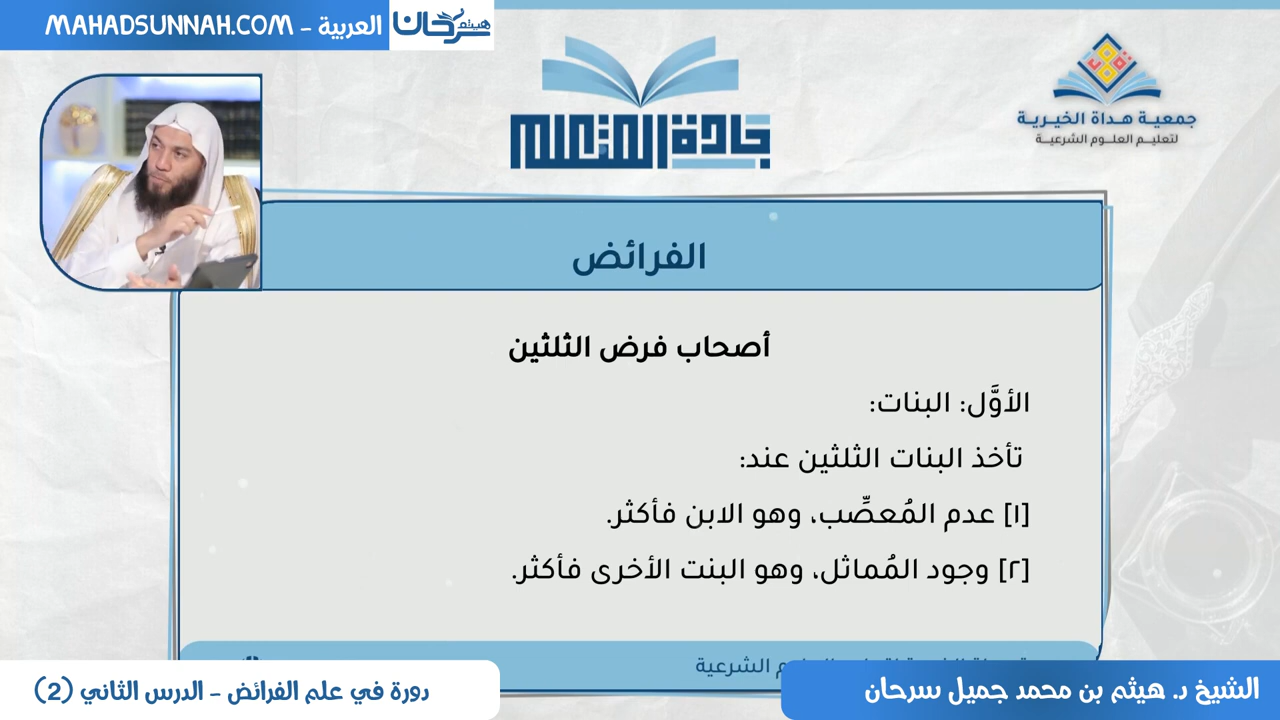 العربية - MAHADSUNNAH.COM
هيثم سرحان
جادة المتعلم
جمعية هداة الخيرية
لتعليم العلوم الشرعية
الفرائض
أصحاب فرض الثلثين
الأوَّل: البنات:
تأخذ البنات الثلثين عند:
[١] عدم المُعصِّب، وهو الابن فأكثر.
[٢] وجود المُماثل، وهو البنت الأخرى فأكثر.
الشرعية
الشيخ د. هيثم بن محمد جميل سرحان
دورة في علم الفرائض - الدرس الثاني (2)